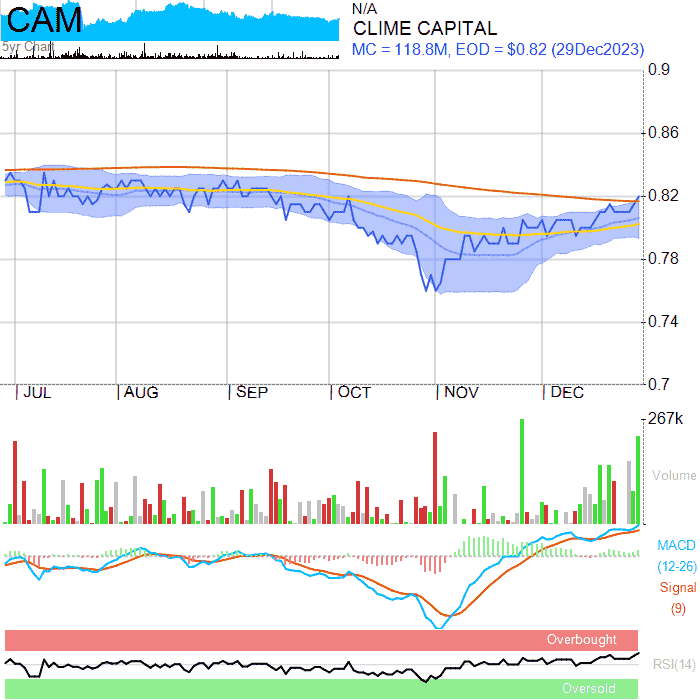 CAM
5yr Chart
N/A
CLIME CAPITAL
MC = 118.8M, EOD = $0.82 (29Dec2023)
0.9
0.86
0.82
0.78
0.74
0.7
JUL AUG SEP OCT NOV DEC
267k
Volume
MACD
(12-26)
Signal
(9)
Overbought
RSI(14)
Oversold